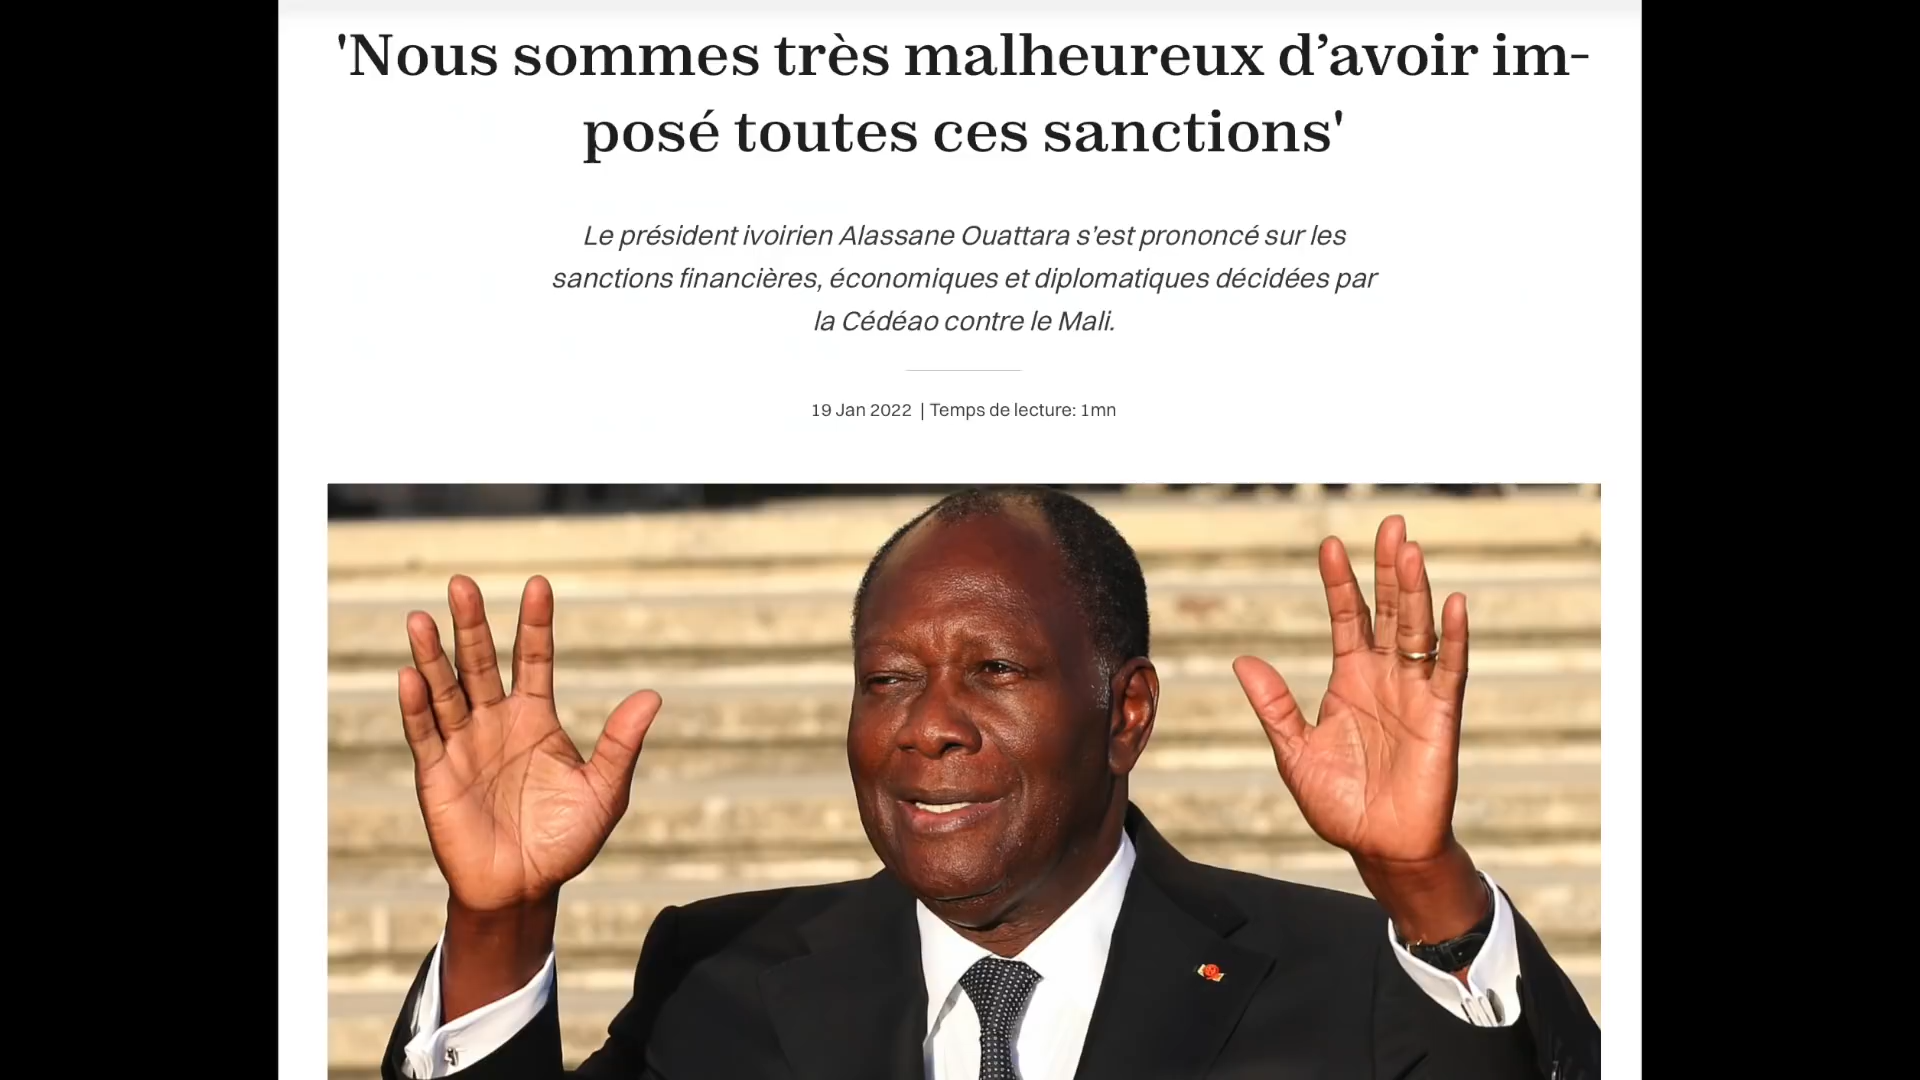 'Nous sommes très malheureux d’avoir im-
posé toutes ces sanctions'
Le président ivoirien Alassane Ouattara s’est prononcé sur les
sanctions financières, économiques et diplomatiques décidées par
la Cédéao contre le Mali.
19 Jan 2022 | Temps de lecture: 1mn